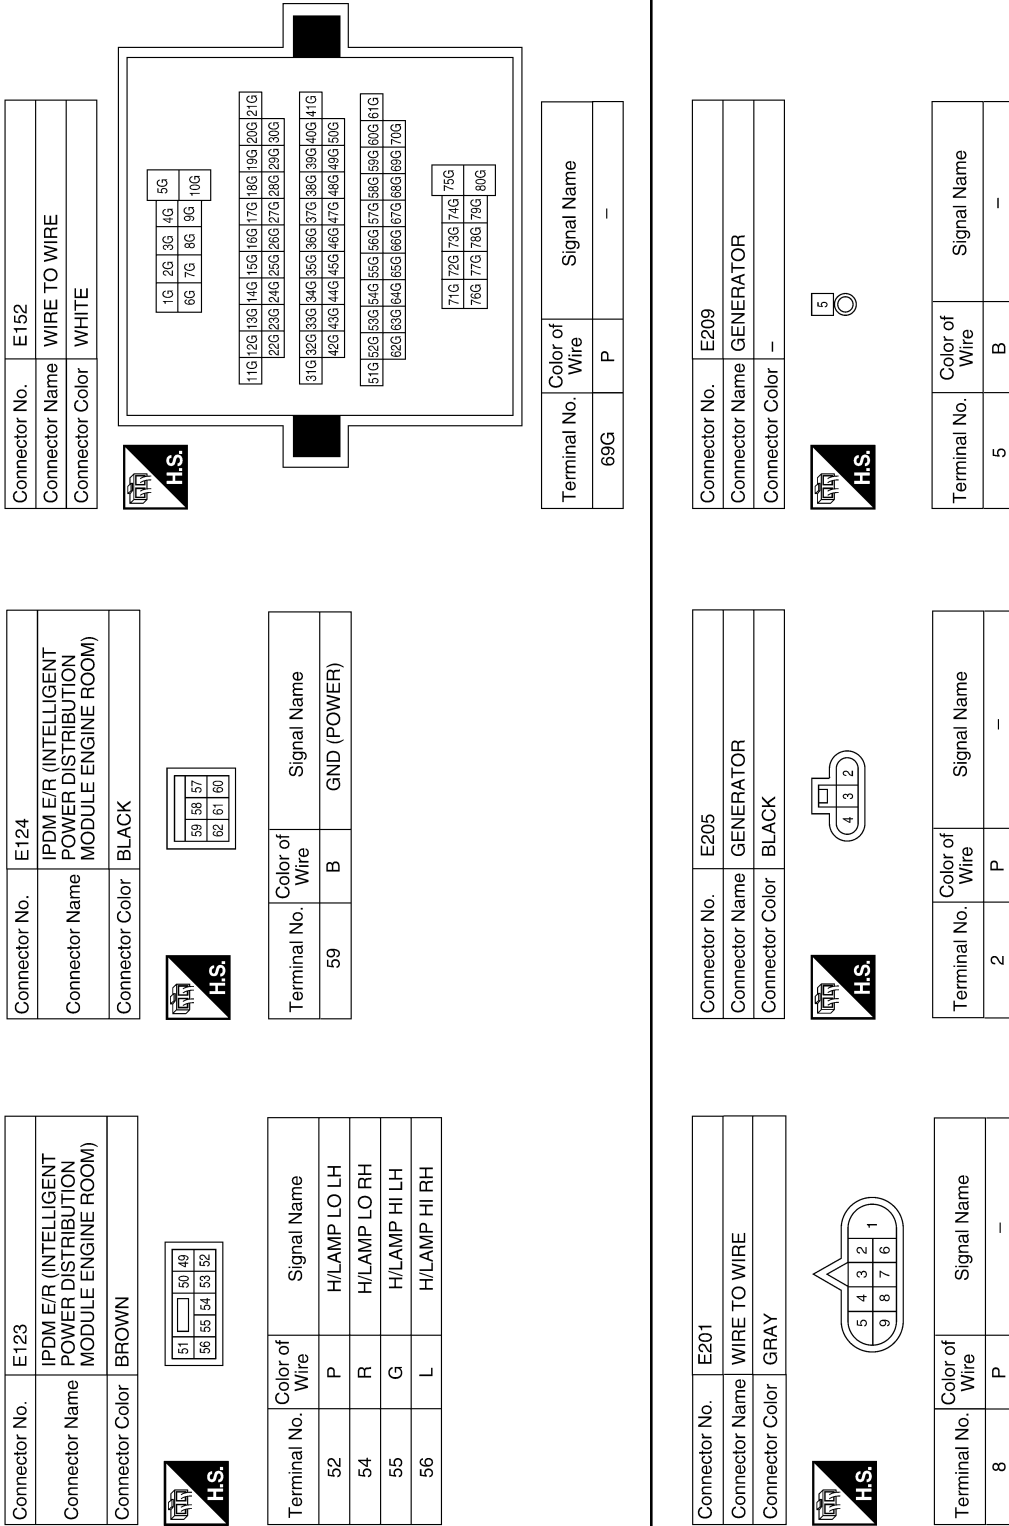 Connector No. E123
Connector Name IPDM E/R (INTELLIGENT
POWER DISTRIBUTION
MODULE ENGINE ROOM)
Connector Color BROWN
H.S.
51 50 49
56 55 54 53 52
Terminal No. Color of Wire Signal Name
52 P H/LAMP LO LH
54 R H/LAMP LO RH
55 G H/LAMP HI LH
56 L H/LAMP HI RH
Connector No. E124
Connector Name IPDM E/R (INTELLIGENT
POWER DISTRIBUTION
MODULE ENGINE ROOM)
Connector Color BLACK
H.S.
59 58 57
62 61 60
Terminal No. Color of Wire Signal Name
59 B GND (POWER)
Connector No. E152
Connector Name WIRE TO WIRE
Connector Color WHITE
H.S.
1G 2G 3G 4G 5G
6G 7G 8G 9G 10G
11G 12G 13G 14G 15G 16G 17G 18G 19G 20G 21G
22G 23G 24G 25G 26G 27G 28G 29G 30G
31G 32G 33G 34G 35G 36G 37G 38G 39G 40G 41G
42G 43G 44G 45G 46G 47G 48G 49G 50G
51G 52G 53G 54G 55G 56G 57G 58G 59G 60G 61G
62G 63G 64G 65G 66G 67G 68G 69G 70G
71G 72G 73G 74G 75G
76G 77G 78G 79G 80G
Terminal No. Color of Wire Signal Name
69G P –
Connector No. E201
Connector Name WIRE TO WIRE
Connector Color GRAY
H.S.
5 4 3 2 1
9 8 7 6
Terminal No. Color of Wire Signal Name
8 P –
Connector No. E205
Connector Name GENERATOR
Connector Color BLACK
H.S.
4 3 2
Terminal No. Color of Wire Signal Name
2 P –
Connector No. E209
Connector Name GENERATOR
Connector Color –
H.S.
5
Terminal No. Color of Wire Signal Name
5 B –